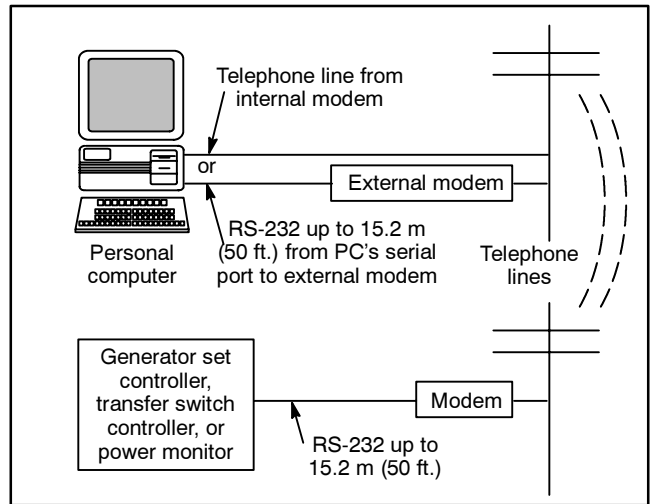 Telephone line from
internal modem
or
External modem
RS-232 up to 15.2 m
(50 ft.) from PC's serial
port to external modem
Personal
computer
Telephone
lines
Generator set
controller,
transfer switch
controller, or
power monitor
Modem
RS-232 up to
15.2 m (50 ft.)